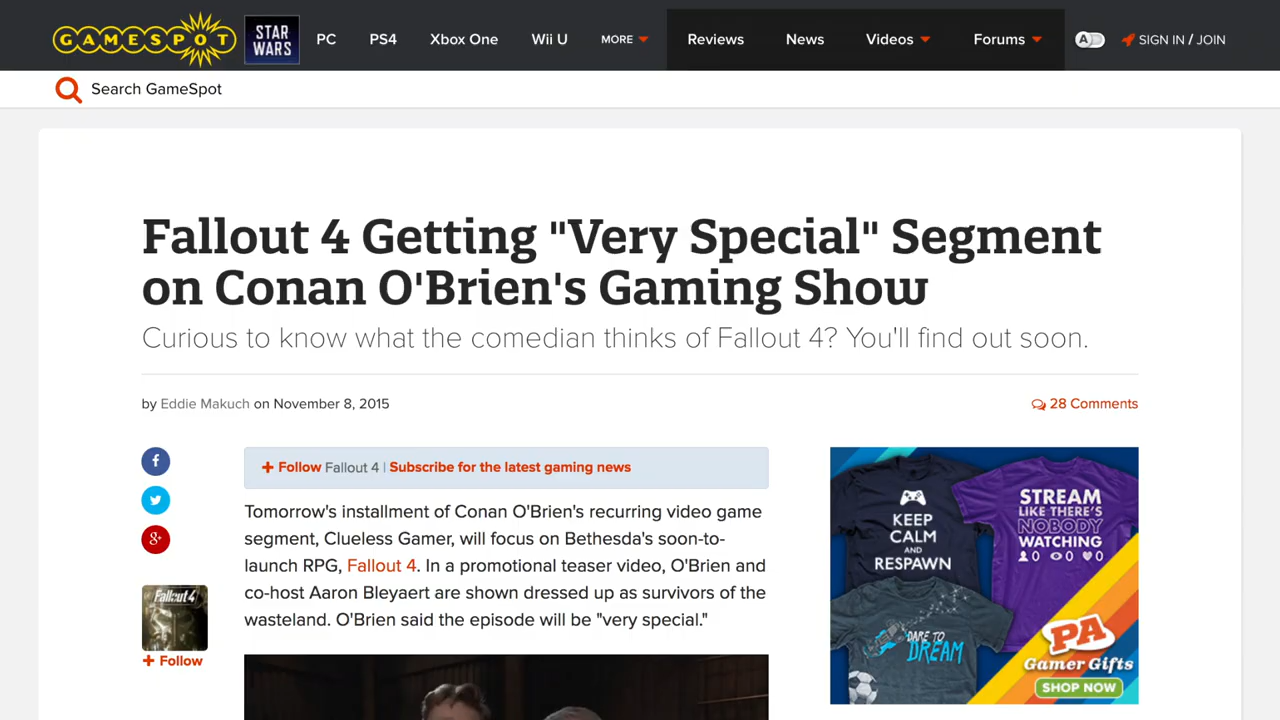 GAMESPOT
STAR
WARS
PC
PS4
Xbox One
Wii U
MORE
Reviews
News
Videos
Forums
A
SIGN IN / JOIN
Search GameSpot
Fallout 4 Getting "Very Special" Segment
on Conan O'Brien's Gaming Show
Curious to know what the comedian thinks of Fallout 4? You'll find out soon.
by Eddie Makuch on November 8, 2015
28 Comments
f
8+
Fallout 4
+ Follow
+ Follow Fallout 4 | Subscribe for the latest gaming news
Tomorrow's installment of Conan O'Brien's recurring video game
segment, Clueless Gamer, will focus on Bethesda's soon-to-
launch RPG, Fallout 4. In a promotional teaser video, O'Brien and
co-host Aaron Bleyaert are shown dressed up as survivors of the
wasteland. O'Brien said the episode will be "very special."
KEEP
CALM
AND
RESPAWN
STREAM
LIKE THERE'S
NOBODY
WATCHING
0 0 0
DARE TO
DREAM
PA
Gamer Gifts
SHOP NOW